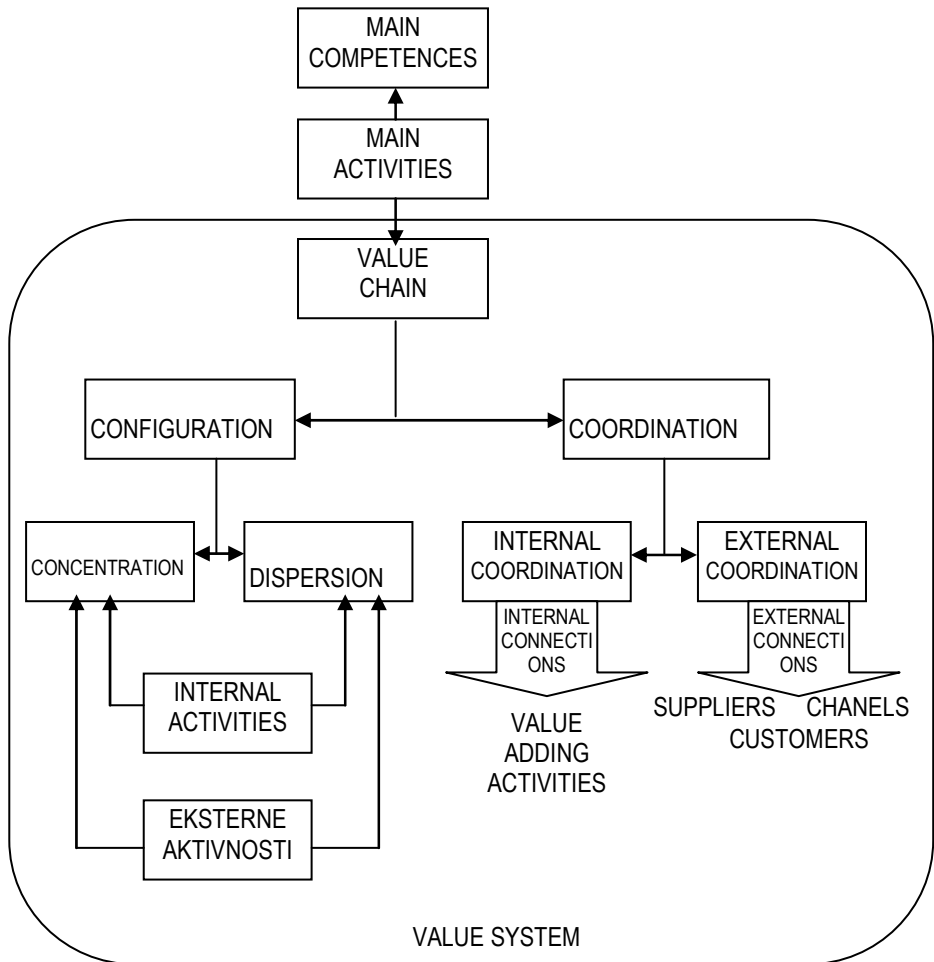 MAIN
COMPETENCES
MAIN
ACTIVITIES
VALUE
CHAIN
CONFIGURATION
COORDINATION
CONCENTRATION
DISPERSION
INTERNAL
COORDINATION
EXTERNAL
COORDINATION
INTERNAL
CONNECTI
ONS
EXTERNAL
CONNECTI
ONS
INTERNAL
ACTIVITIES
VALUE
ADDING
ACTIVITIES
SUPPLIERS CHANELS
CUSTOMERS
EKSTERNE
AKTIVNOSTI
VALUE SYSTEM